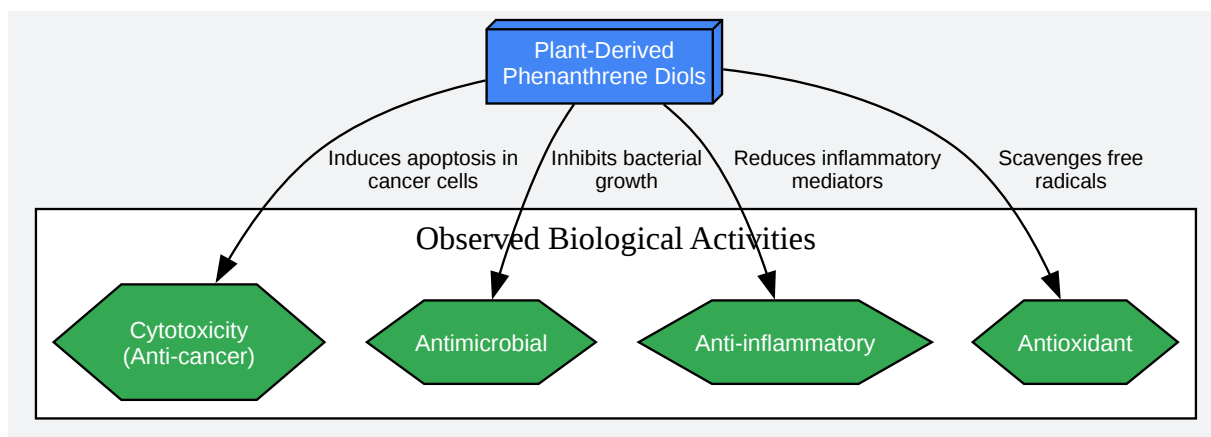 Plant-Derived
Phenanthrene Diols
Induces apoptosis in
cancer cells
Inhibits bacterial
growth
Reduces inflammatory
mediators
Scavenges free
radicals
Observed Biological Activities
Cytotoxicity
(Anti-cancer)
Antimicrobial
Anti-inflammatory
Antioxidant